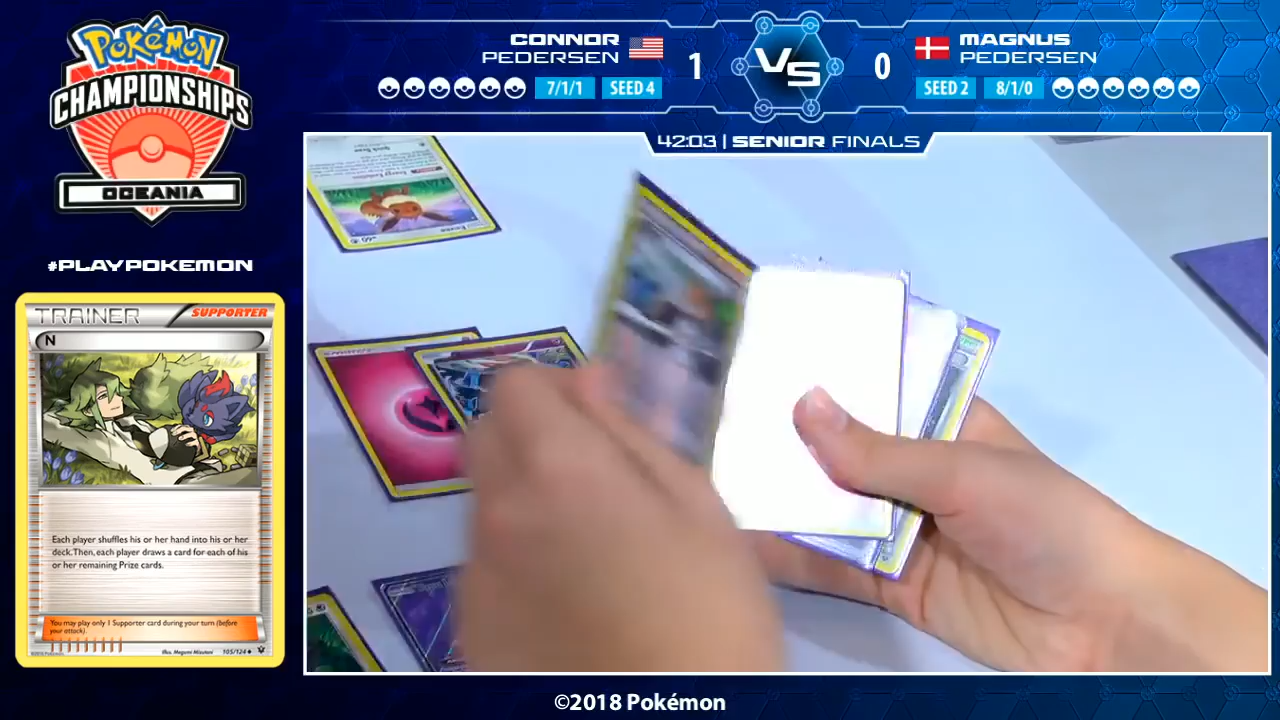 POKéMON
CHAMPIONSHIPS
OCEANIA
#PLAYPOKEMON
CONNOR
PEDERSEN
7/1/1
SEED 4
1
VS
0
MAGNUS
PEDERSEN
SEED 2
8/1/0
42:03 | SENIOR FINALS
TRAINER
SUPPORTER
N
Each player shuffles his or her hand into his or her
deck. Then, each player draws a card for each of his
or her remaining Prize cards.
You may play only 1 Supporter card during your turn (before
your attack).
Illus. Megumi Mizutani
105/124
©2018 Pokémon